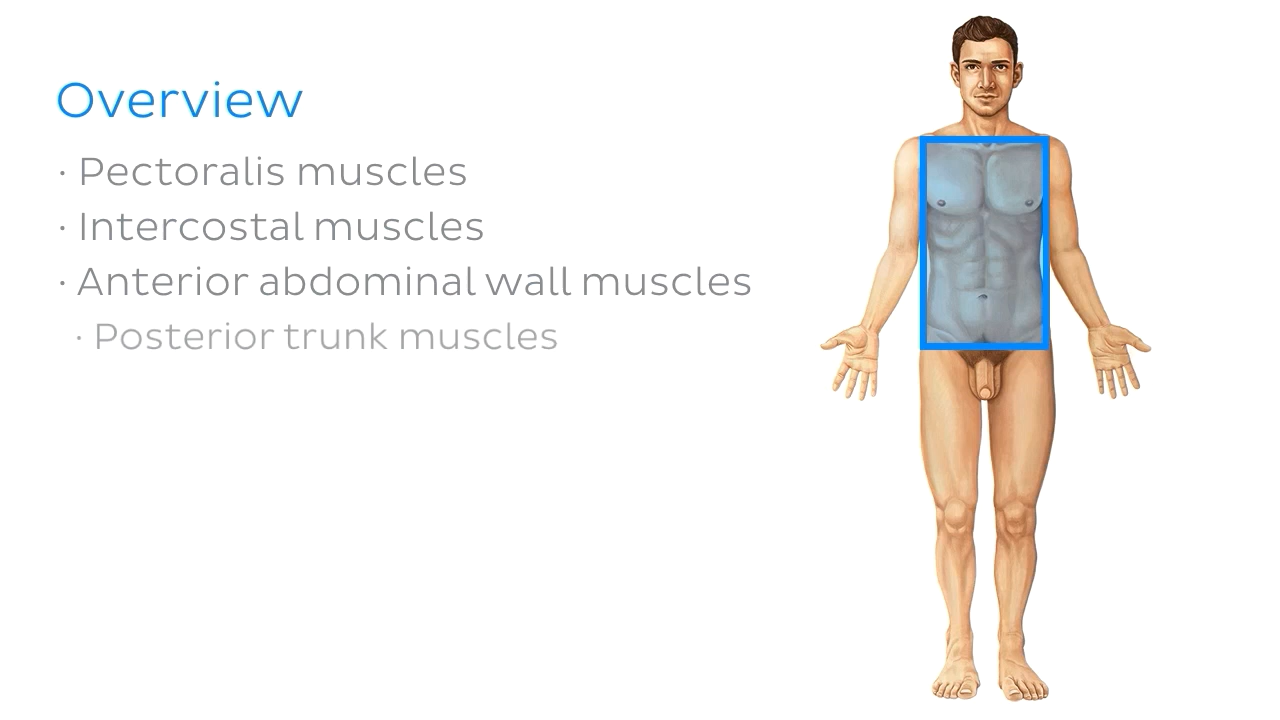 Overview
· Pectoralis muscles
· Intercostal muscles
· Anterior abdominal wall muscles
· Posterior trunk muscles